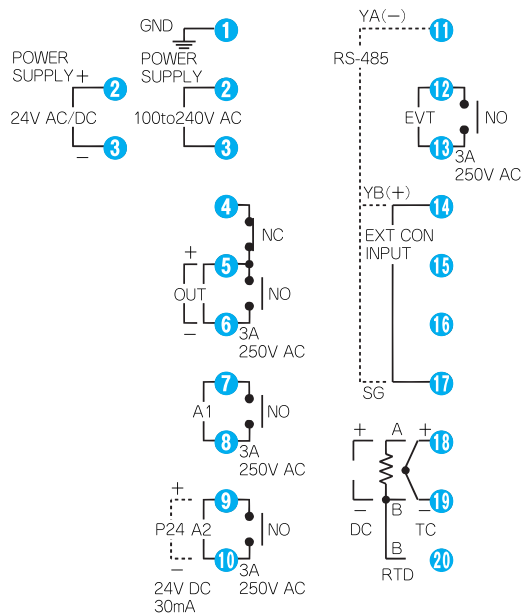 GND
1
POWER
SUPPLY +
2
24V AC/DC
−
3
POWER
SUPPLY
2
100to240V AC
3
4
NC
+
5
OUT
NO
−
6
3A
250V AC
7
A1
NO
8
3A
250V AC
+
9
P24 A2
NO
−
10
24V DC
30mA
3A
250V AC
YA(−)
11
RS-485
12
EVT
NO
13
3A
250V AC
YB(+)
14
EXT CON
INPUT
15
16
17
SG
+ A + 18
− B − 19
DC TC
B 20
RTD